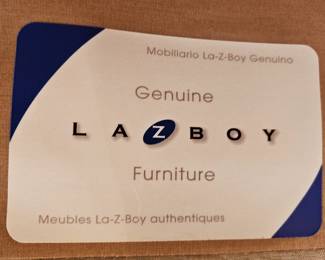 Mobiliario La-Z-Boy Genuino
Genuine
LAZBOY
Furniture
Meubles La-Z-Boy authentiques